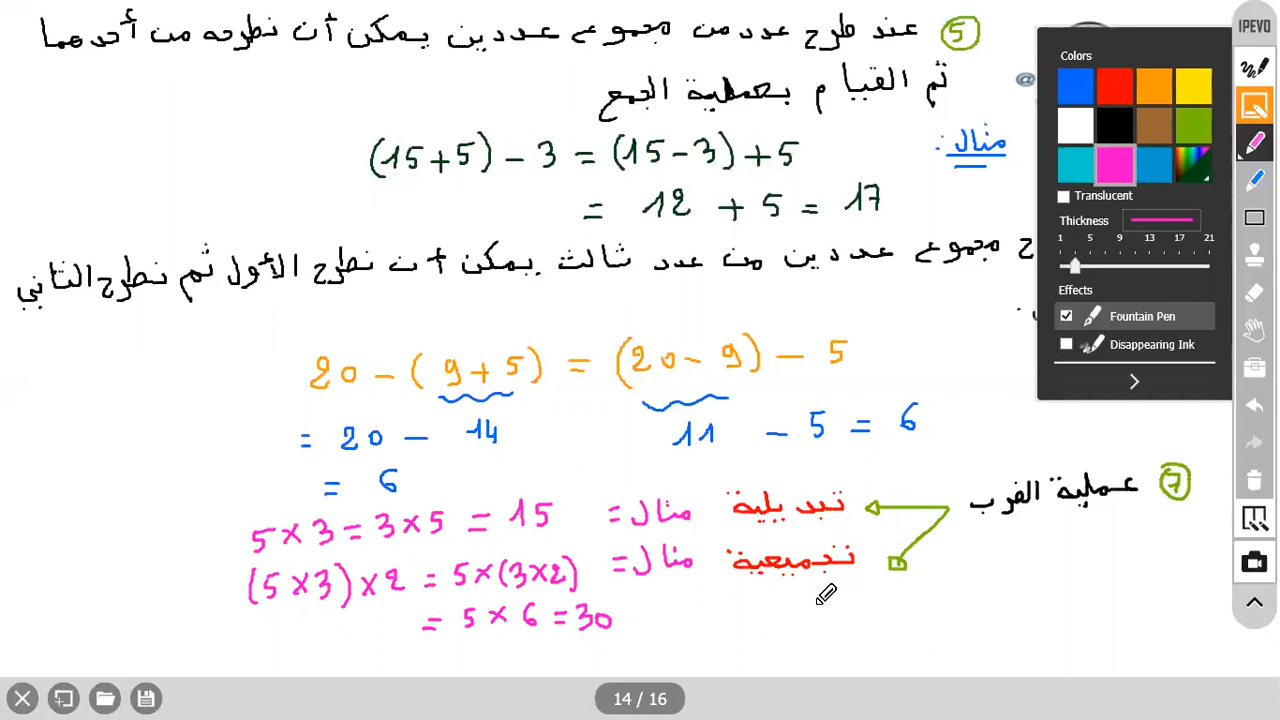 ⑤ عند طرح عدد من مجموع عددين يمكن أن نطرحه من أحدهما
ثم القيام بعملية الجمع
مثال:
(15+5) - 3 = (15-3) + 5
= 12 + 5 = 17
ح مجموع عددين من عدد ثالث يمكن أن نطرح الأول ثم نطرح الثاني
20 - (9+5) = (20-9) - 5
= 20 - 14
11 - 5 = 6
= 6
⑦ عملية الضرب
تبديلية مثال = 5×3 = 3×5 = 15
تجميعية مثال = (5×3)×2 = 5×(3×2)
= 5×6 = 30
IPEVO
Colors
Translucent
Thickness
1 5 9 13 17 21
Effects
Fountain Pen
Disappearing Ink
@
14 / 16